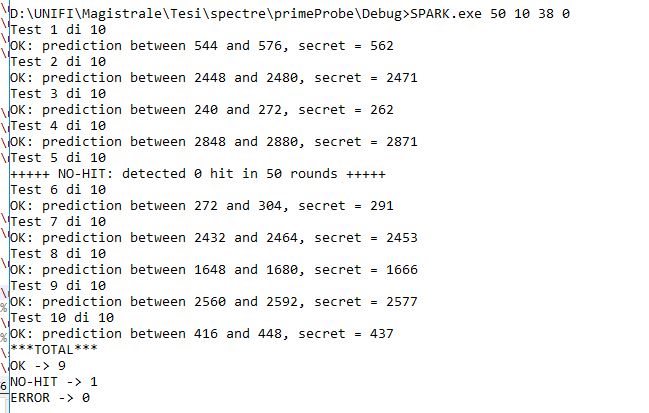 D:\UNIFI\Magistrale\Tesi\spectre\primeProbe\Debug>SPARK.exe 50 10 38 0
Test 1 di 10
OK: prediction between 544 and 576, secret = 562
Test 2 di 10
OK: prediction between 2448 and 2480, secret = 2471
Test 3 di 10
OK: prediction between 240 and 272, secret = 262
Test 4 di 10
OK: prediction between 2848 and 2880, secret = 2871
Test 5 di 10
+++++ NO-HIT: detected 0 hit in 50 rounds +++++
Test 6 di 10
OK: prediction between 272 and 304, secret = 291
Test 7 di 10
OK: prediction between 2432 and 2464, secret = 2453
Test 8 di 10
OK: prediction between 1648 and 1680, secret = 1666
Test 9 di 10
OK: prediction between 2560 and 2592, secret = 2577
Test 10 di 10
OK: prediction between 416 and 448, secret = 437
***TOTAL***
OK -> 9
NO-HIT -> 1
ERROR -> 0